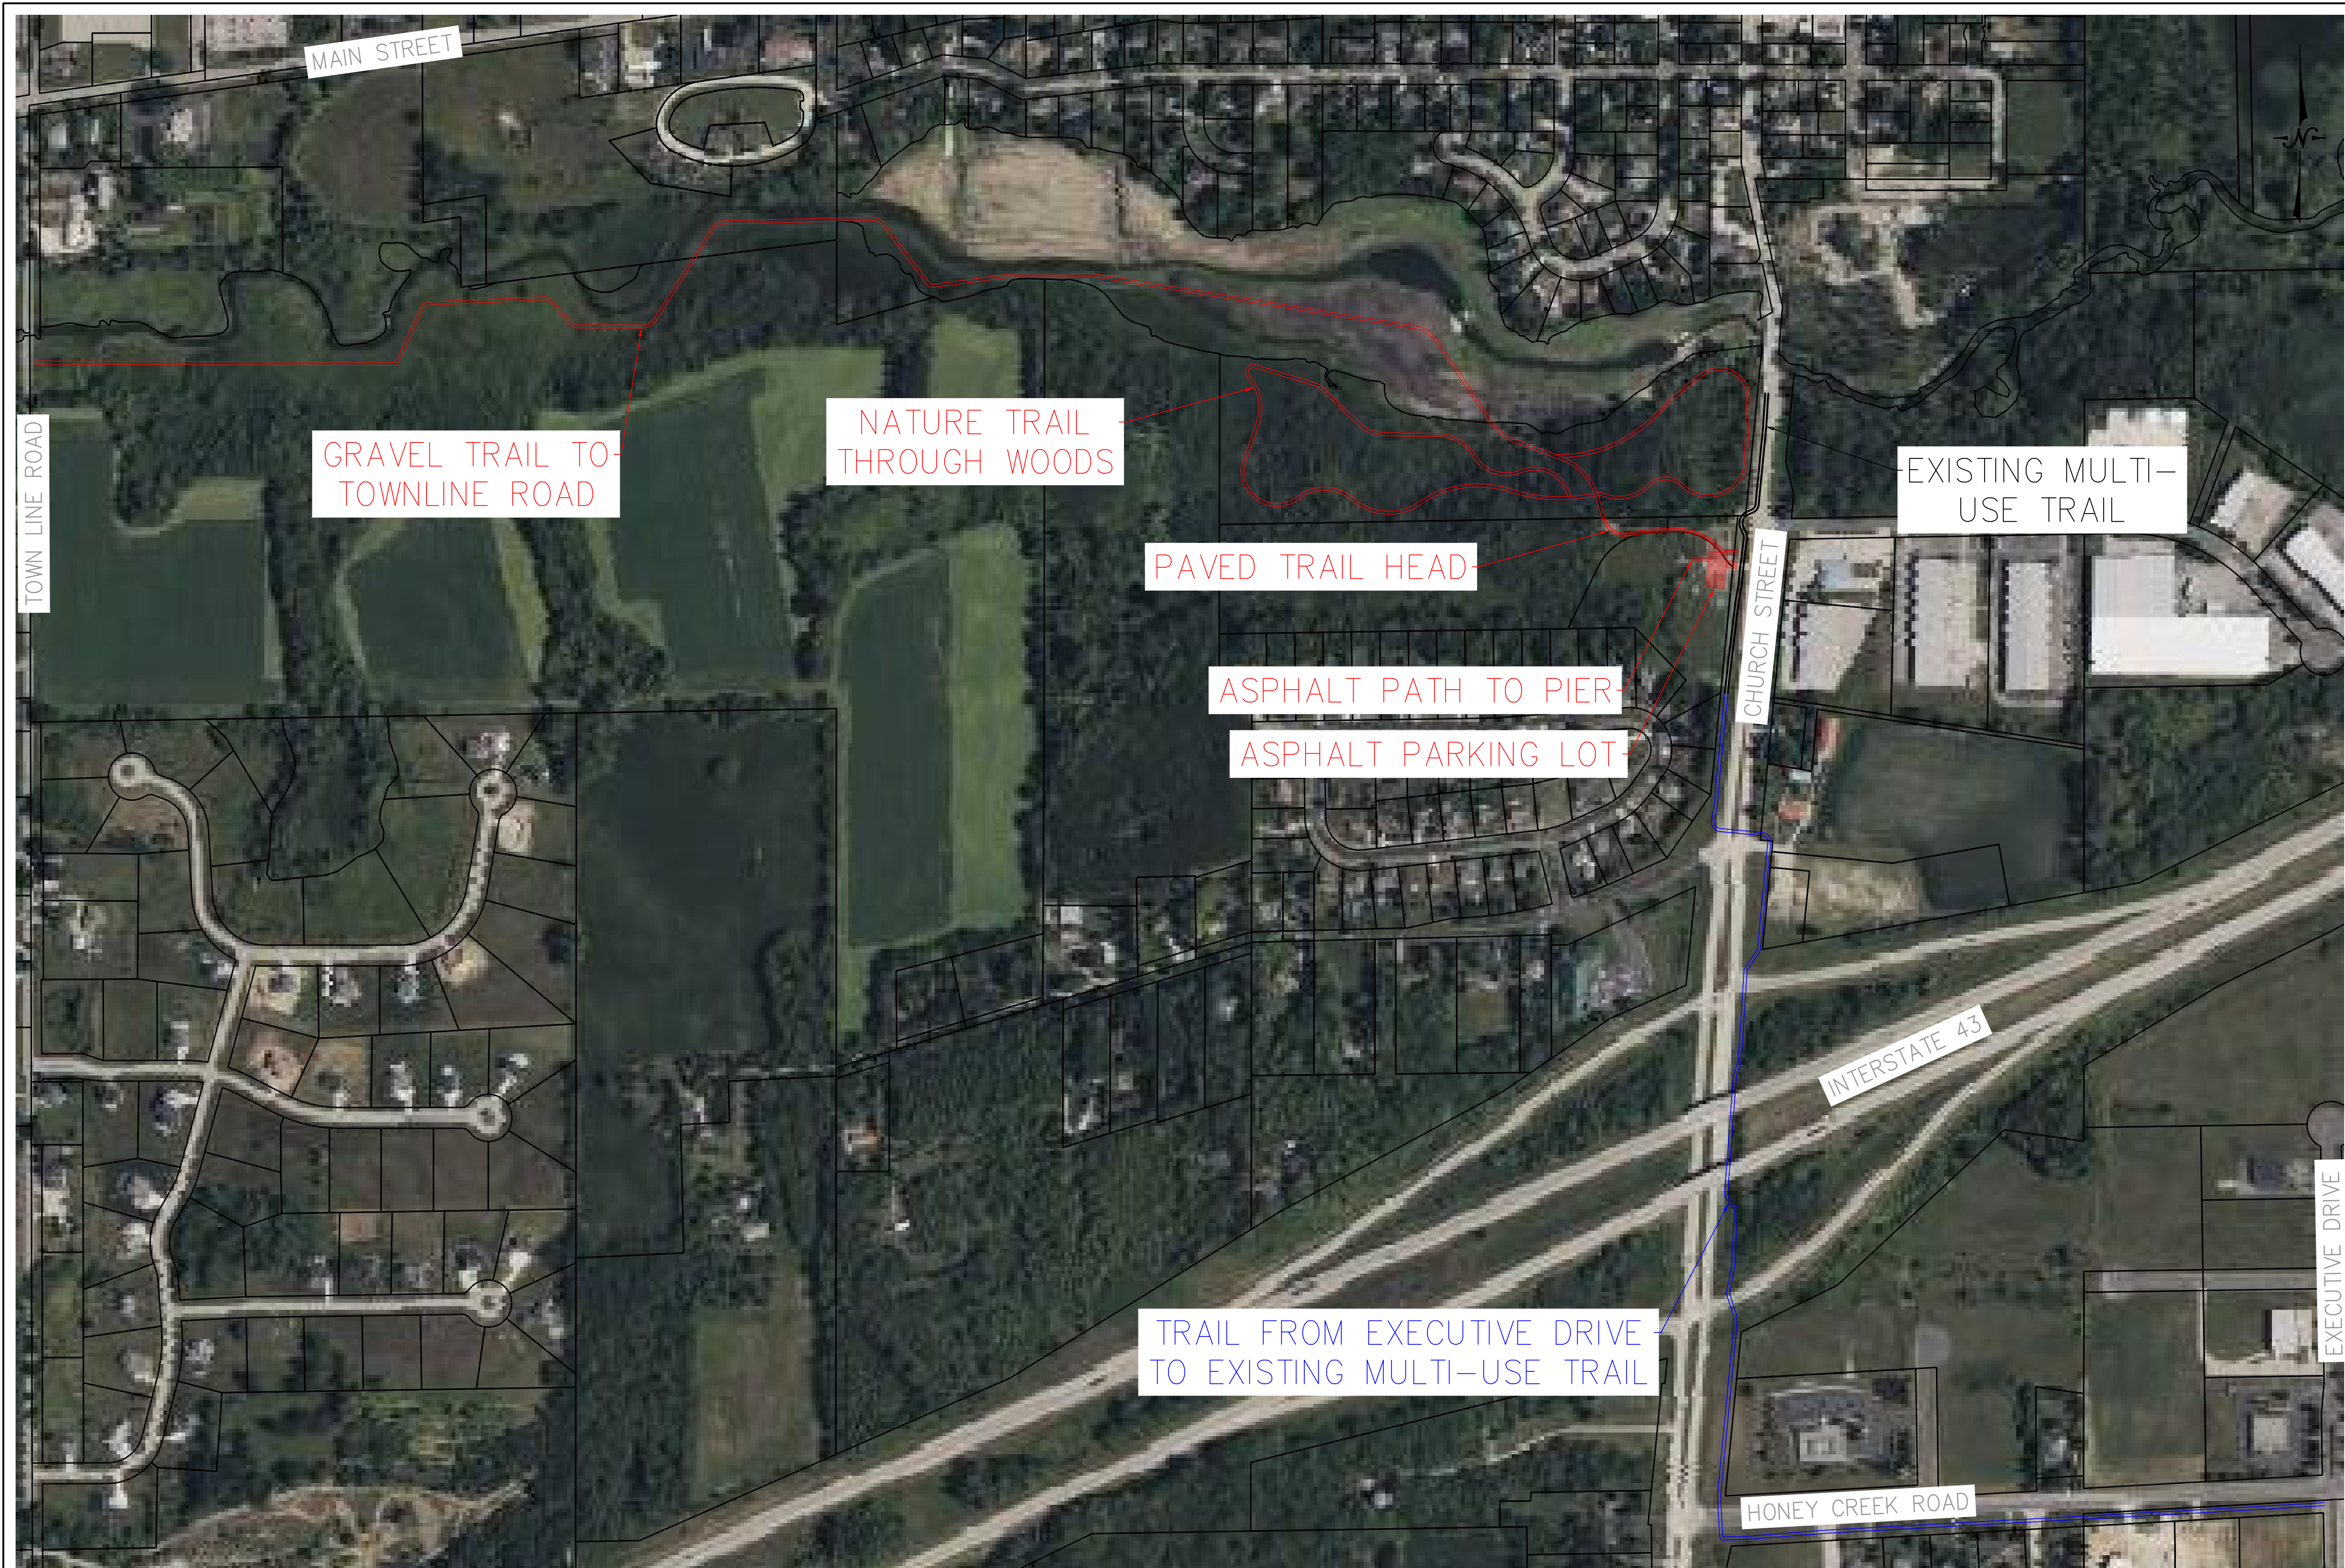 MAIN STREET
N
TOWN LINE ROAD
GRAVEL TRAIL TO
TOWNLINE ROAD
NATURE TRAIL
THROUGH WOODS
EXISTING MULTI-
USE TRAIL
PAVED TRAIL HEAD
CHURCH STREET
ASPHALT PATH TO PIER
ASPHALT PARKING LOT
INTERSTATE 43
EXECUTIVE DRIVE
TRAIL FROM EXECUTIVE DRIVE
TO EXISTING MULTI-USE TRAIL
HONEY CREEK ROAD